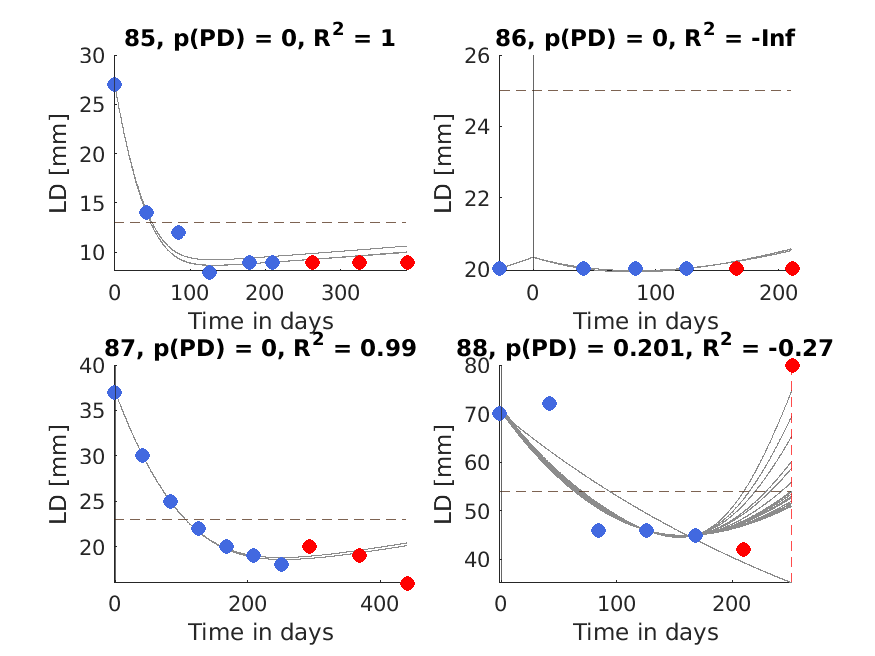 85, p(PD) = 0, R² = 1
30
25
20
15
10
LD [mm]
0
100
200
300
Time in days
86, p(PD) = 0, R² = -Inf
26
24
22
20
LD [mm]
0
100
200
Time in days
87, p(PD) = 0, R² = 0.99
40
35
30
25
20
LD [mm]
0
200
400
Time in days
88, p(PD) = 0.201, R² = -0.27
80
70
60
50
40
LD [mm]
0
100
200
Time in days